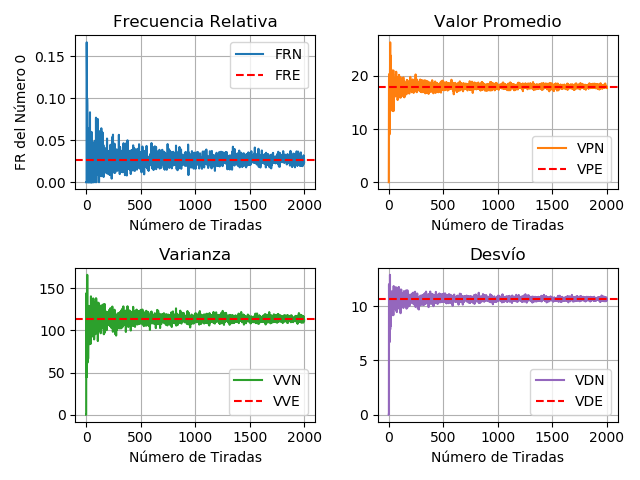 Frecuencia Relativa
FR del Número 0
0.15
0.10
0.05
0.00
FRN
FRE
0 500 1000 1500 2000
Número de Tiradas
Valor Promedio
20
10
0
VPN
VPE
0 500 1000 1500 2000
Número de Tiradas
Varianza
150
100
50
0
VVN
VVE
0 500 1000 1500 2000
Número de Tiradas
Desvío
10
5
0
VDN
VDE
0 500 1000 1500 2000
Número de Tiradas